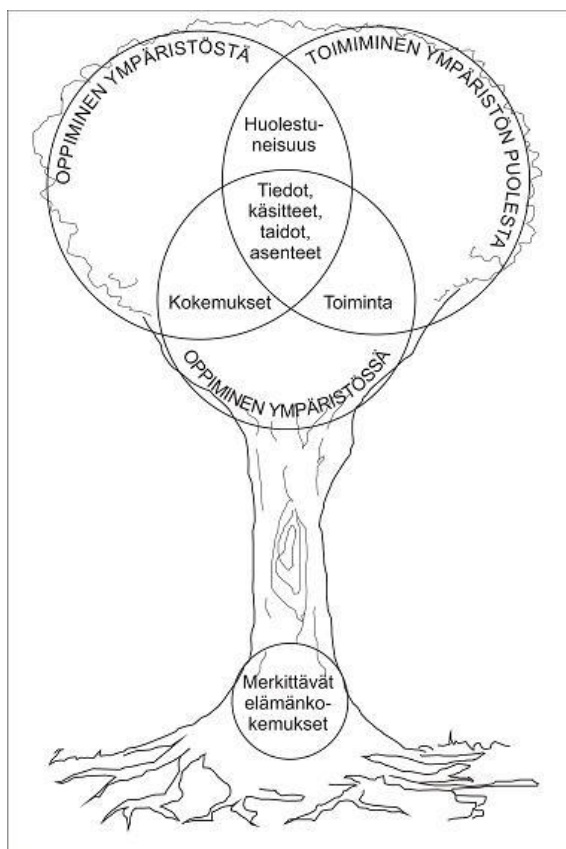 OPPIMINEN YMPÄRISTÖSTÄ
TOIMIMINEN YMPÄRISTÖN PUOLESTA
Huolestu-
neisuus
Tiedot,
käsitteet,
taidot,
asenteet
Kokemukset
Toiminta
OPPIMINEN YMPÄRISTÖSSÄ
Merkittävät
elämänko-
kemukset